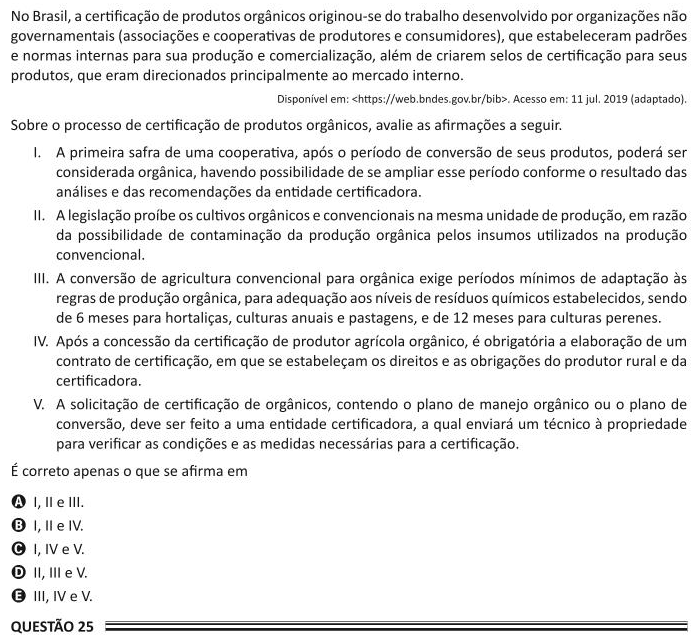 No Brasil, a certificação de produtos orgânicos originou-se do trabalho desenvolvido por organizações não
governamentais (associações e cooperativas de produtores e consumidores), que estabeleceram padrões
e normas internas para sua produção e comercialização, além de criarem selos de certificação para seus
produtos, que eram direcionados principalmente ao mercado interno.
Disponível em: <https://web.bndes.gov.br/bib>. Acesso em: 11 jul. 2019 (adaptado).
Sobre o processo de certificação de produtos orgânicos, avalie as afirmações a seguir.
I. A primeira safra de uma cooperativa, após o período de conversão de seus produtos, poderá ser
considerada orgânica, havendo possibilidade de se ampliar esse período conforme o resultado das
análises e das recomendações da entidade certificadora.
II. A legislação proíbe os cultivos orgânicos e convencionais na mesma unidade de produção, em razão
da possibilidade de contaminação da produção orgânica pelos insumos utilizados na produção
convencional.
III. A conversão de agricultura convencional para orgânica exige períodos mínimos de adaptação às
regras de produção orgânica, para adequação aos níveis de resíduos químicos estabelecidos, sendo
de 6 meses para hortaliças, culturas anuais e pastagens, e de 12 meses para culturas perenes.
IV. Após a concessão da certificação de produtor agrícola orgânico, é obrigatória a elaboração de um
contrato de certificação, em que se estabeleçam os direitos e as obrigações do produtor rural e da
certificadora.
V. A solicitação de certificação de orgânicos, contendo o plano de manejo orgânico ou o plano de
conversão, deve ser feito a uma entidade certificadora, a qual enviará um técnico à propriedade
para verificar as condições e as medidas necessárias para a certificação.
É correto apenas o que se afirma em
A I, II e III.
B I, II e IV.
C I, IV e V.
D II, III e V.
E III, IV e V.
QUESTÃO 25